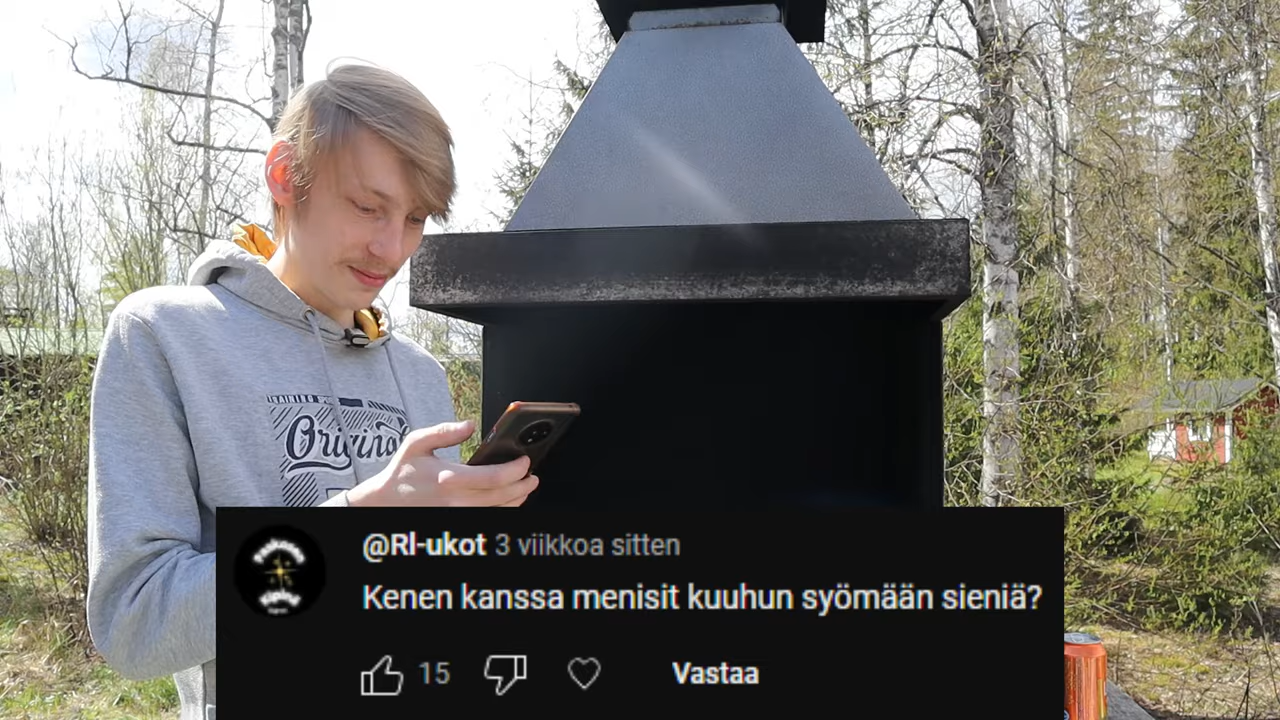 Original
@Rl-ukot 3 viikkoa sitten
Kenen kanssa menisit kuuhun syömään sieniä?
15
Vastaa